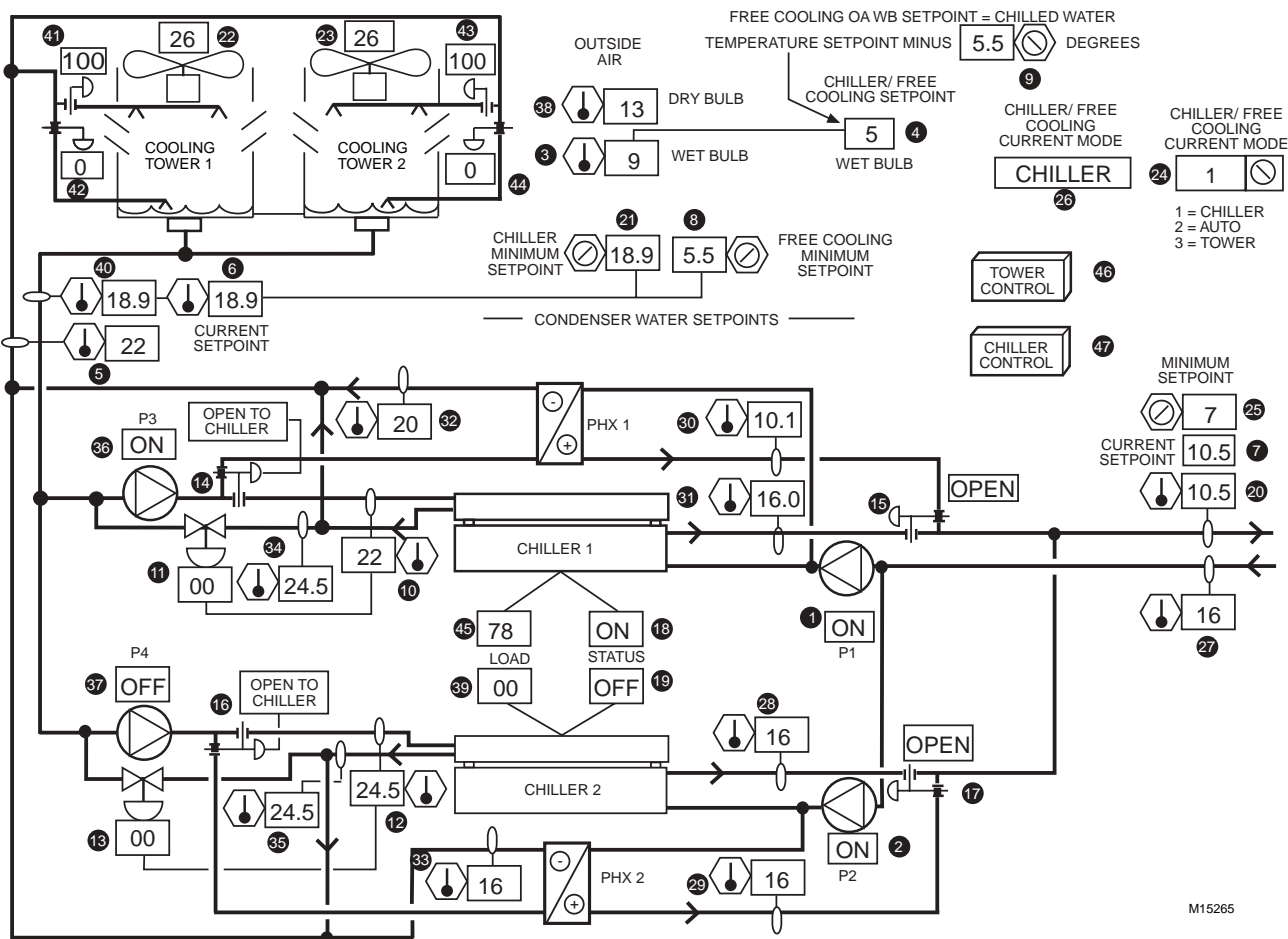 FREE COOLING OA WB SETPOINT = CHILLED WATER
TEMPERATURE SETPOINT MINUS 5.5 DEGREES
9
41
100
26
22
23
26
43
100
OUTSIDE
AIR
38
13
DRY BULB
3
9
WET BULB
CHILLER/ FREE
COOLING SETPOINT
5
4
WET BULB
CHILLER/ FREE
COOLING
CURRENT MODE
CHILLER
26
CHILLER/ FREE
COOLING
CURRENT MODE
24
1
1 = CHILLER
2 = AUTO
3 = TOWER
COOLING
TOWER 1
COOLING
TOWER 2
0
42
0
44
CHILLER
MINIMUM
SETPOINT
21
18.9
8
5.5
FREE COOLING
MINIMUM
SETPOINT
40
18.9
6
18.9
CURRENT
SETPOINT
CONDENSER WATER SETPOINTS
22
5
TOWER
CONTROL
46
CHILLER
CONTROL
47
MINIMUM
SETPOINT
7
25
CURRENT
SETPOINT
10.5
7
10.5
20
P3
ON
36
OPEN TO
CHILLER
14
20
32
-
+
PHX 1
30
10.1
31
16.0
15
OPEN
CHILLER 1
11
00
34
24.5
22
10
1
ON
P1
16
27
45
78
LOAD
39
00
ON
18
STATUS
OFF
19
P4
37
OFF
16
OPEN TO
CHILLER
28
16
OPEN
17
CHILLER 2
13
00
24.5
35
24.5
12
ON
2
P2
33
16
-
+
PHX 2
29
16
M15265